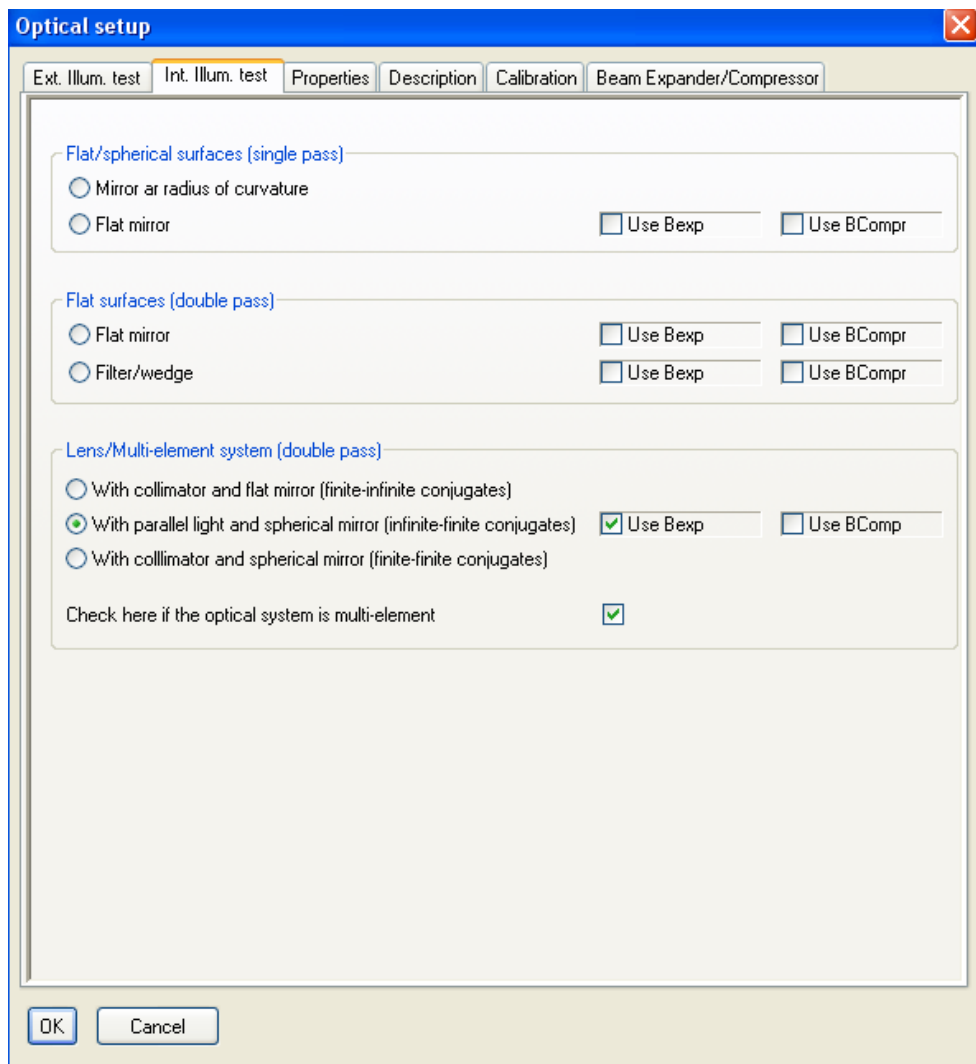 Optical setup
Ext. Illum. test Int. Illum. test Properties Description Calibration Beam Expander/Compressor
Flat/spherical surfaces (single pass)
Mirror ar radius of curvature
Flat mirror Use Bexp Use BCompr
Flat surfaces (double pass)
Flat mirror Use Bexp Use BCompr
Filter/wedge Use Bexp Use BCompr
Lens/Multi-element system (double pass)
With collimator and flat mirror (finite-infinite conjugates)
With parallel light and spherical mirror (infinite-finite conjugates) Use Bexp Use BComp
With colllimator and spherical mirror (finite-finite conjugates)
Check here if the optical system is multi-element
OK Cancel